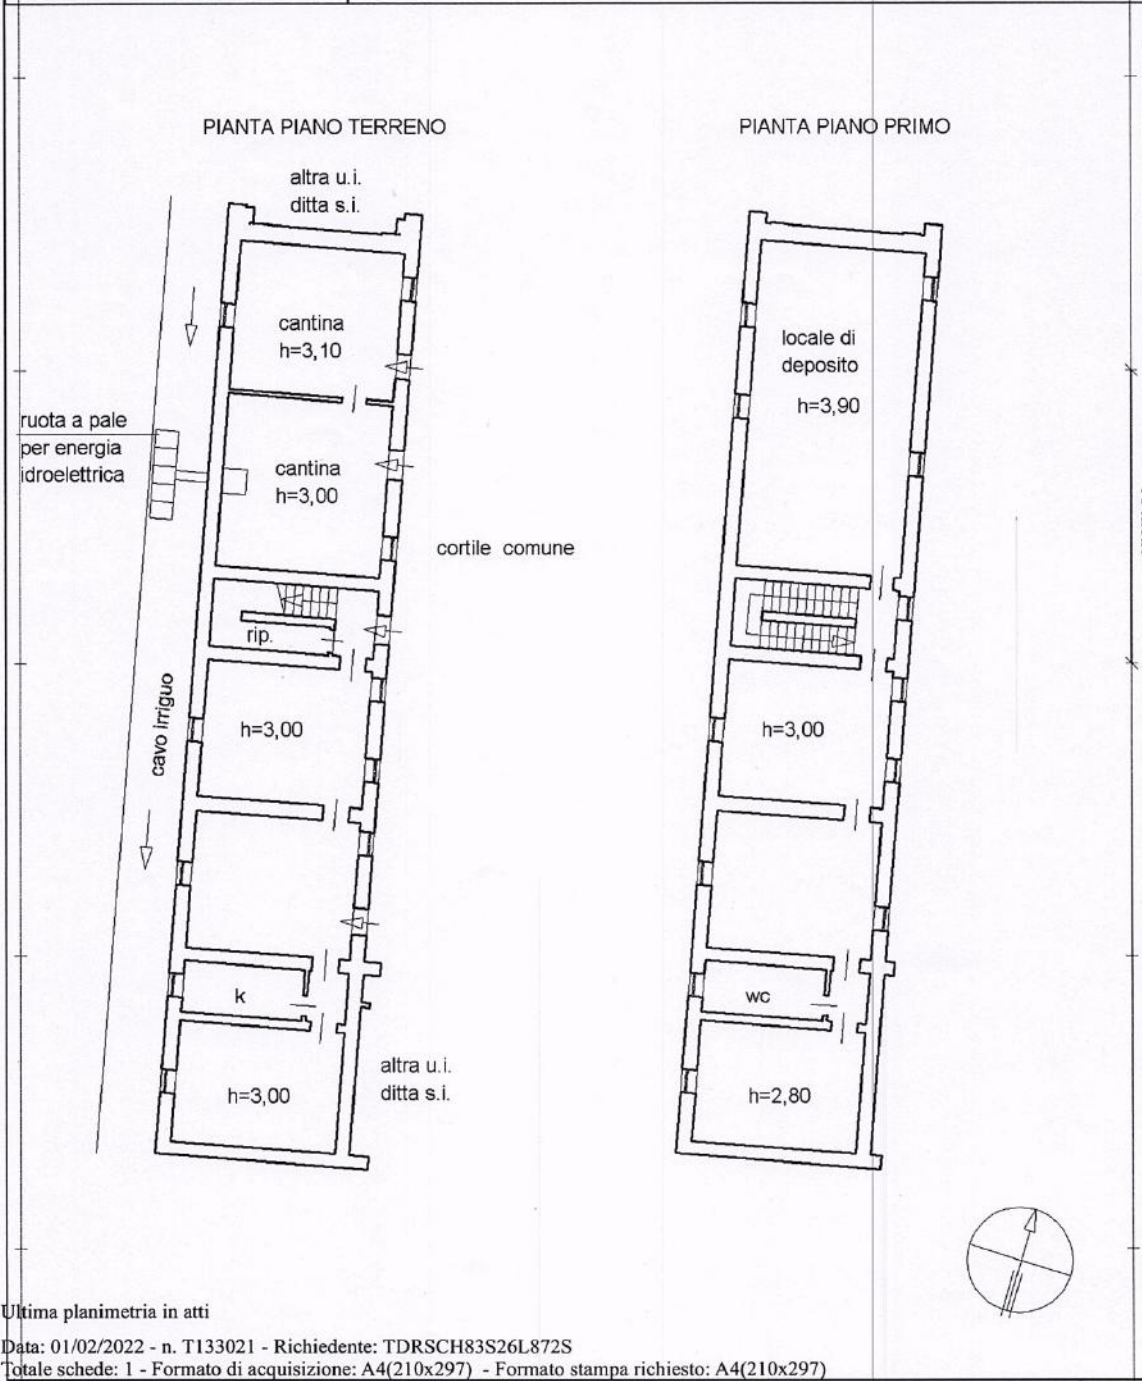 PIANTA PIANO TERRENO
altra u.i.
ditta s.i.
cantina
h=3,10
ruota a pale
per energia
idroelettrica
cantina
h=3,00
cortile comune
rip.
cavo irriguo
h=3,00
k
altra u.i.
ditta s.i.
h=3,00
PIANTA PIANO PRIMO
locale di
deposito
h=3,90
h=3,00
wc
h=2,80
Ultima planimetria in atti
Data: 01/02/2022 - n. T133021 - Richiedente: TDRSCH83S26L872S
Totale schede: 1 - Formato di acquisizione: A4(210x297) - Formato stampa richiesto: A4(210x297)